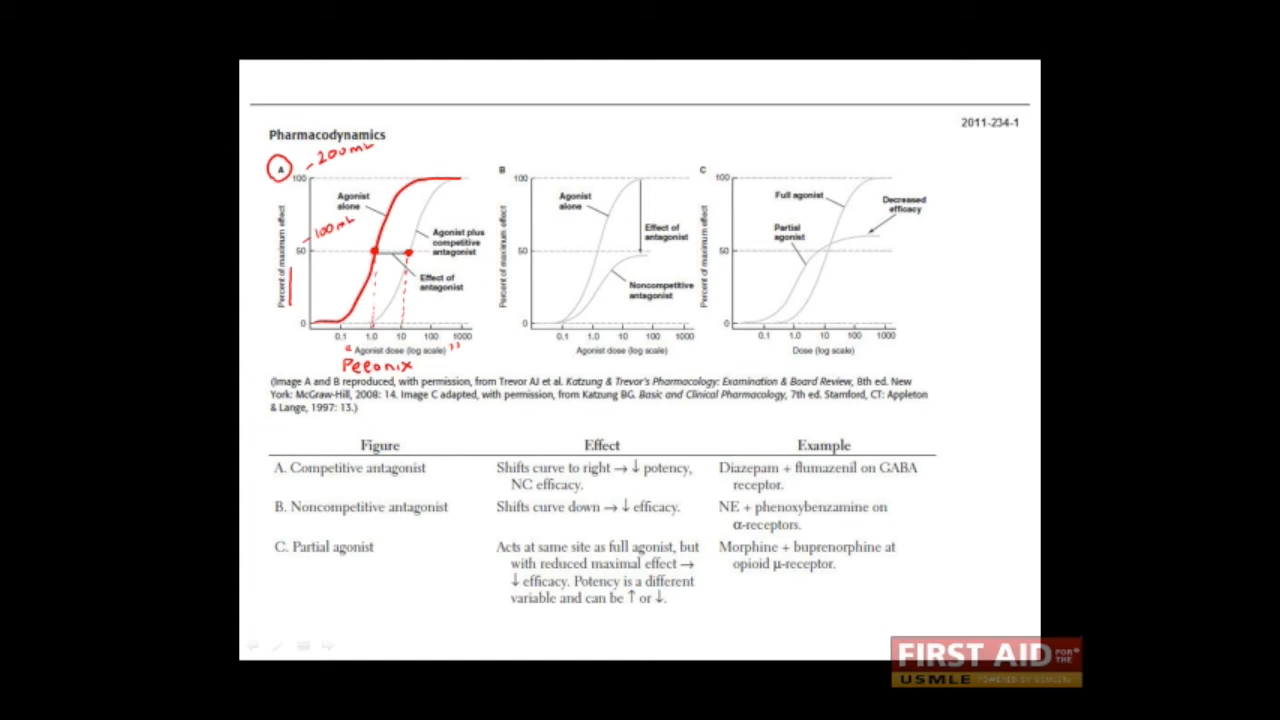 2011-234-1
Pharmacodynamics
A
- 200 mL
100
Agonist
alone
- 100 mL
Agonist plus
competitive
antagonist
50
Effect of
antagonist
Percent of maximum effect
0
0.1 1.0 10 100 1000
" Agonist dose (log scale) "
B
100
Agonist
alone
Effect of
antagonist
50
Noncompetitive
antagonist
Percent of maximum effect
0
0.1 1.0 10 100 1000
Agonist dose (log scale)
C
100
Full agonist
Decreased
efficacy
Partial
agonist
50
Percent of maximum effect
0
0.1 1.0 10 100 1000
Dose (log scale)
(Image A and B reproduced, with permission, from Trevor AJ et al. Katzung & Trevor's Pharmacology: Examination & Board Review, 8th ed. New
York: McGraw-Hill, 2008: 14. Image C adapted, with permission, from Katzung BG. Basic and Clinical Pharmacology, 7th ed. Stamford, CT: Appleton
& Lange, 1997: 13.)
Figure Effect Example
A. Competitive antagonist Shifts curve to right → ↓ potency, Diazepam + flumazenil on GABA
NC efficacy. receptor.
B. Noncompetitive antagonist Shifts curve down → ↓ efficacy. NE + phenoxybenzamine on
α-receptors.
C. Partial agonist Acts at same site as full agonist, but Morphine + buprenorphine at
with reduced maximal effect → opioid μ-receptor.
↓ efficacy. Potency is a different
variable and can be ↑ or ↓.
FIRST AID FOR THE®
USMLE POWERED BY USMLERx